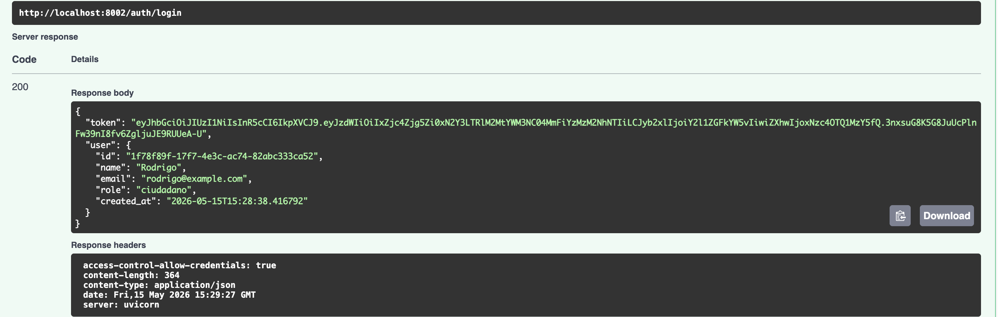 http://localhost:8002/auth/login
Server response
Code Details
200
Response body
{
"token": "eyJhbGciOiJIUzI1NiIsInR5cCI6IkpXVCJ9.eyJzdWIiOiIxZjc4Zjg5Zi0xN2Y3LTRlM2MtYWM3NC04MmFiYzMzM2NhNTIiLCJyb2xlIjoiY2l1ZGFkYW5vIiwiZXhwIjoxNzc4OTQ1MzY5fQ.3nxsuG8K5G8JuUcPln
Fw39nI8fv6ZgljuJE9RUUeA-U",
"user": {
"id": "1f78f89f-17f7-4e3c-ac74-82abc333ca52",
"name": "Rodrigo",
"email": "rodrigo@example.com",
"role": "ciudadano",
"created_at": "2026-05-15T15:28:38.416792"
}
}
Download
Response headers
access-control-allow-credentials: true
content-length: 364
content-type: application/json
date: Fri,15 May 2026 15:29:27 GMT
server: uvicorn